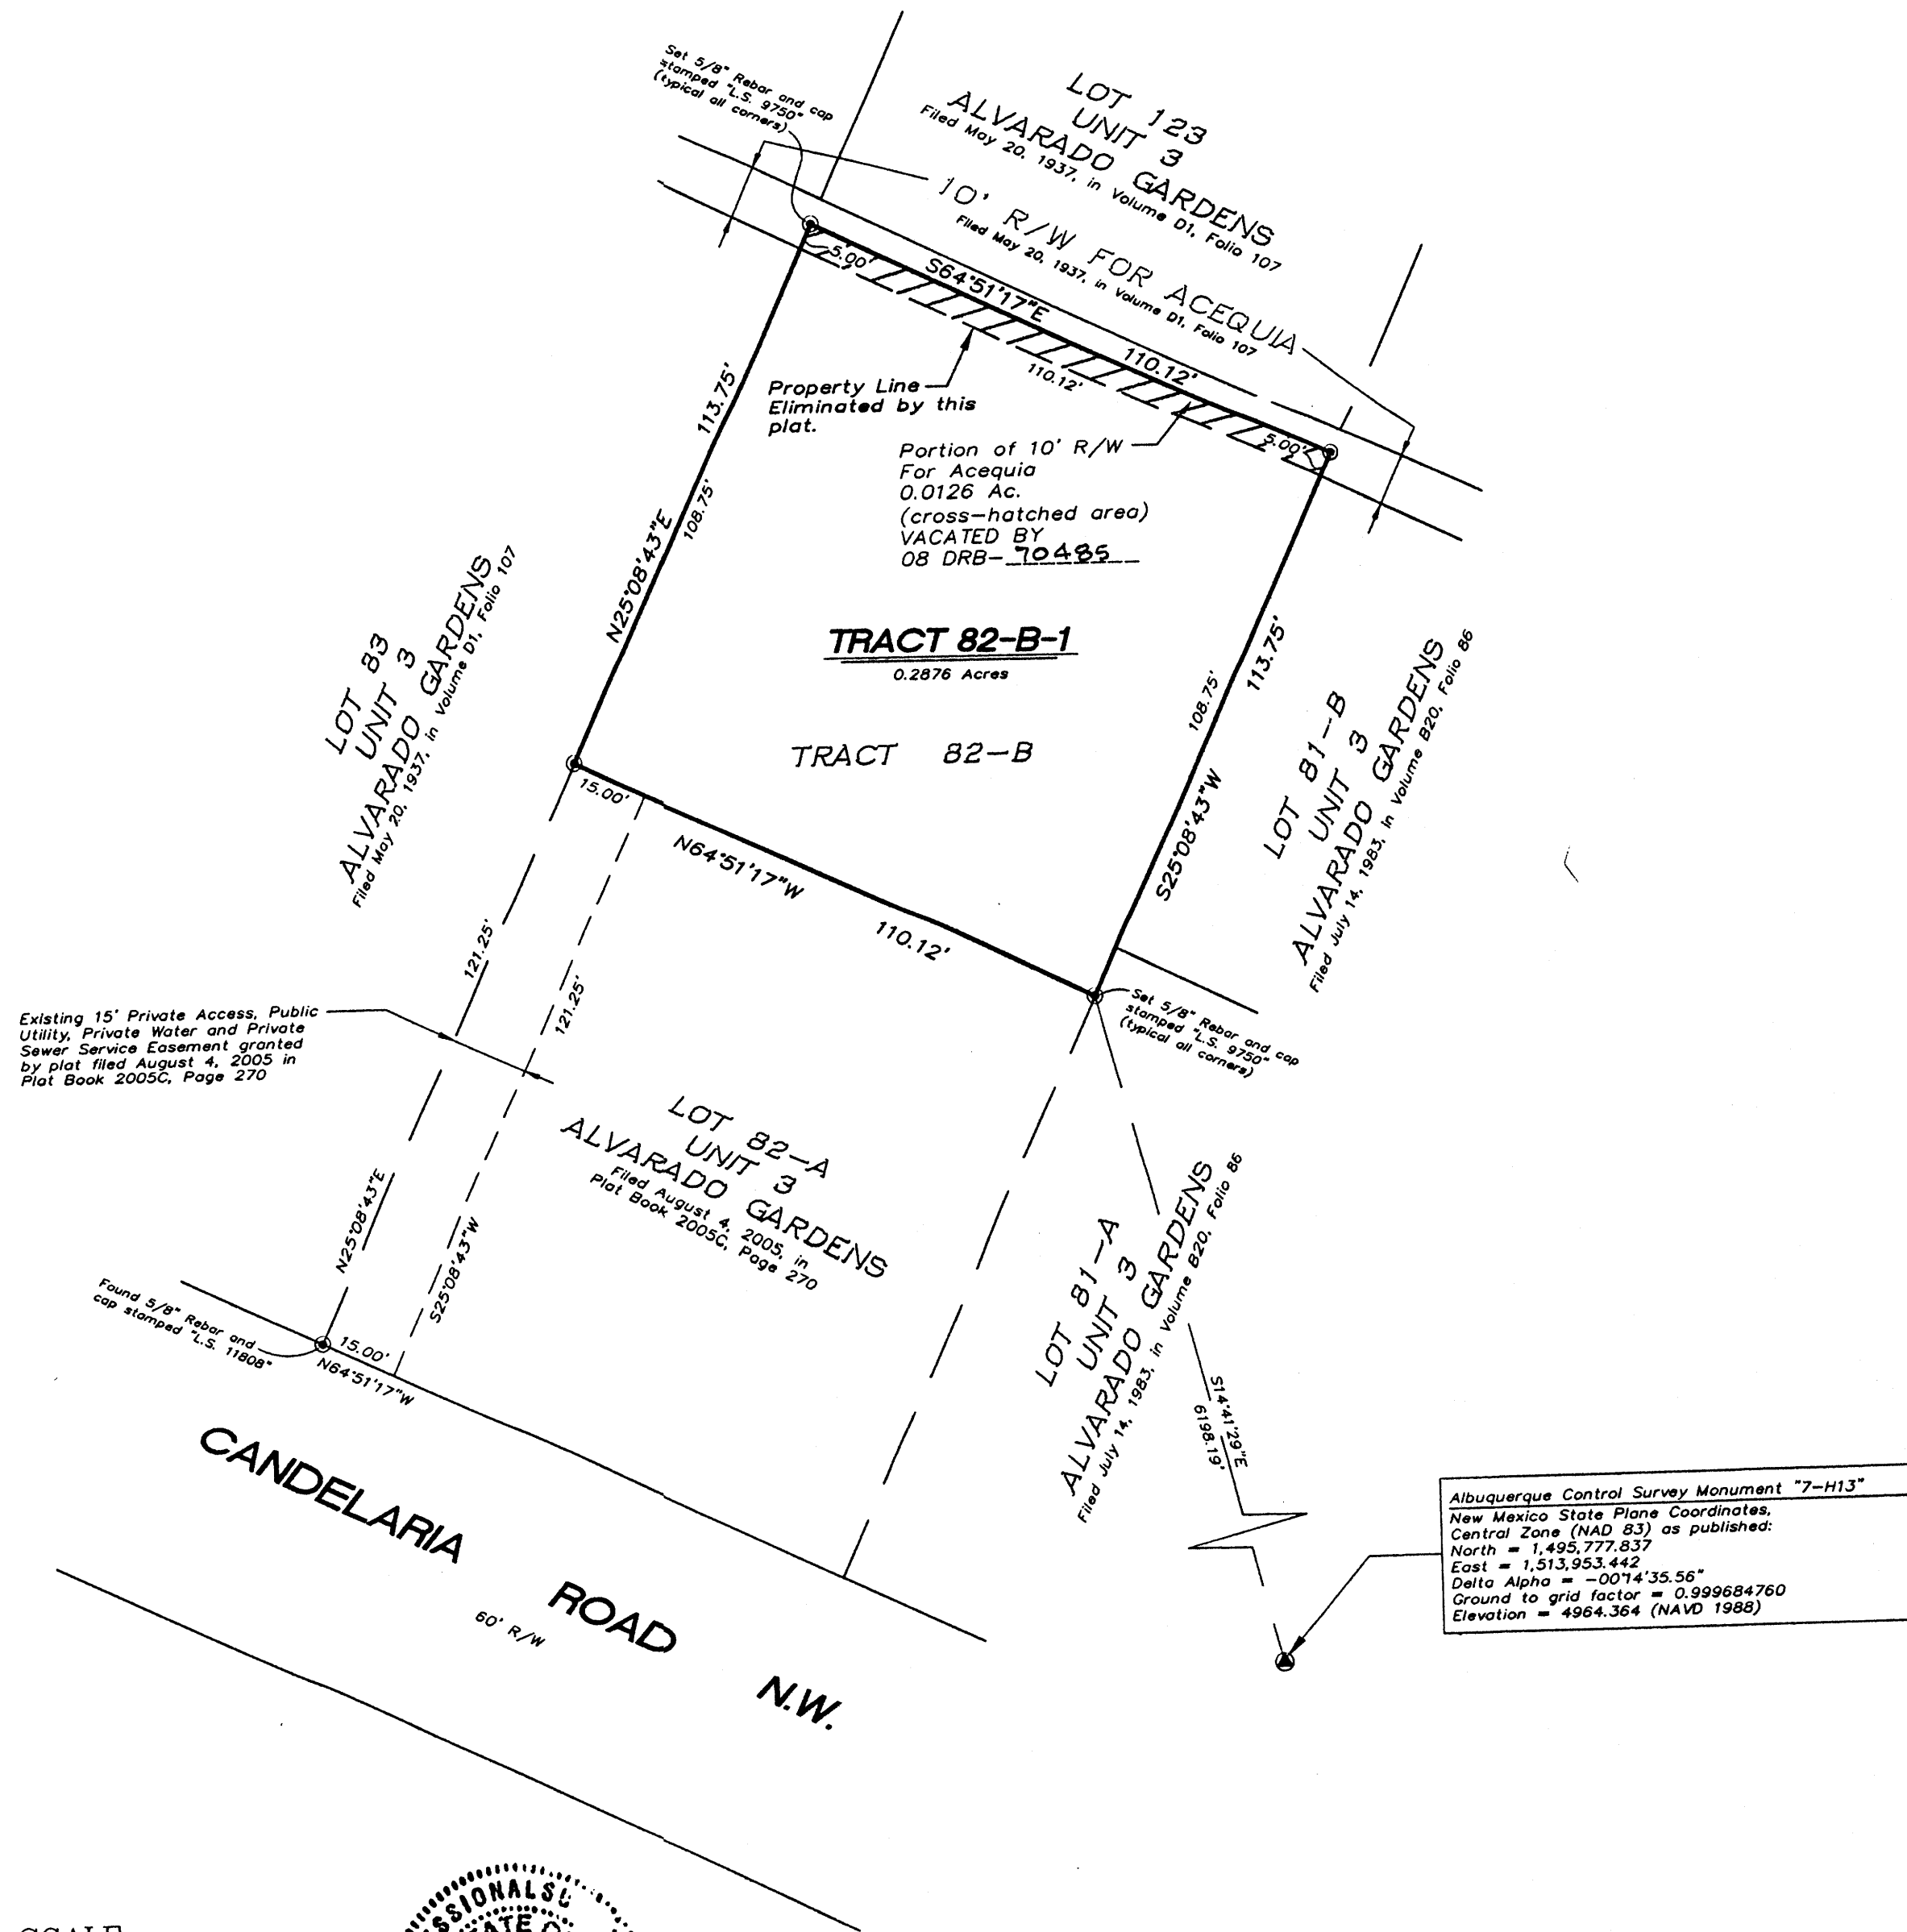 Set 5/8" Rebar and cap
stamped "L.S. 9750"
(typical all corners)
LOT 123
UNIT 3
ALVARADO GARDENS
Filed May 20, 1937, in Volume D1, Folio 107
10' R/W FOR ACEQUIA
Filed May 20, 1937, in Volume D1, Folio 107
5.00'
S64°51'17"E
110.12'
110.12'
5.00'
Property Line
Eliminated by this
plat.
Portion of 10' R/W
For Acequia
0.0126 Ac.
(cross-hatched area)
VACATED BY
08 DRB- 70485
113.75'
108.75'
N25°08'43"E
TRACT 82-B-1
0.2876 Acres
TRACT 82-B
113.75'
108.75'
S25°08'43"W
LOT 83
UNIT 3
ALVARADO GARDENS
Filed May 20, 1937, in Volume D1, Folio 107
LOT 81-B
UNIT 3
ALVARADO GARDENS
Filed July 14, 1983, in Volume B20, Folio 86
15.00'
N64°51'17"W
110.12'
121.25'
121.25'
Set 5/8" Rebar and cap
stamped "L.S. 9750"
(typical all corners)
Existing 15' Private Access, Public
Utility, Private Water and Private
Sewer Service Easement granted
by plat filed August 4, 2005 in
Plat Book 2005C, Page 270
LOT 82-A
UNIT 3
ALVARADO GARDENS
Filed August 4, 2005, in
Plat Book 2005C, Page 270
N25°08'43"E
S25°08'43"W
LOT 81-A
UNIT 3
ALVARADO GARDENS
Filed July 14, 1983, in Volume B20, Folio 86
Found 5/8" Rebar and
cap stamped "L.S. 11808"
15.00'
N64°51'17"W
S14°41'29"E
6198.19'
CANDELARIA ROAD N.W.
60' R/W
Albuquerque Control Survey Monument "7-H13"
New Mexico State Plane Coordinates,
Central Zone (NAD 83) as published:
North = 1,495,777.837
East = 1,513,953.442
Delta Alpha = -00°14'35.56"
Ground to grid factor = 0.999684760
Elevation = 4964.364 (NAVD 1988)